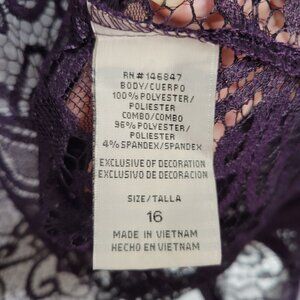 RN# 146847
BODY/CUERPO
100% POLYESTER/
POLIESTER
COMBO/COMBO
96% POLYESTER/
POLIESTER
4% SPANDEX/SPANDEX
EXCLUSIVE OF DECORATION
EXCLUSIVO DE DECORACION
SIZE/TALLA
16
MADE IN VIETNAM
HECHO EN VIETNAM